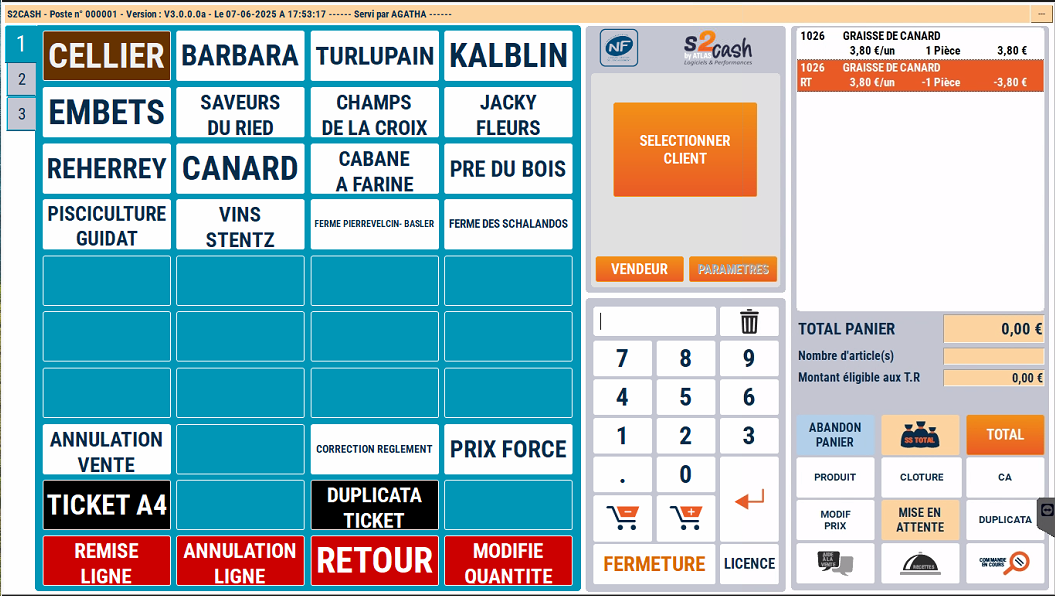 S2CASH - Poste n° 000001 - Version : V3.0.0.0a - Le 07-06-2025 A 17:53:17 ------ Servi par AGATHA ------
...
1
2
3
CELLIER
BARBARA
TURLUPAIN
KALBLIN
EMBETS
SAVEURS
DU RIED
CHAMPS
DE LA CROIX
JACKY
FLEURS
REHERREY
CANARD
CABANE
A FARINE
PRE DU BOIS
PISCICULTURE
GUIDAT
VINS
STENTZ
FERME PIERREVELCIN- BASLER
FERME DES SCHALANDOS
ANNULATION
VENTE
CORRECTION REGLEMENT
PRIX FORCE
TICKET A4
DUPLICATA
TICKET
REMISE
LIGNE
ANNULATION
LIGNE
RETOUR
MODIFIE
QUANTITE
NF
S2cash
by ATLAS
Logiciels & Performances
SELECTIONNER
CLIENT
VENDEUR
PARAMETRES
7
8
9
4
5
6
1
2
3
.
0
FERMETURE
LICENCE
1026 GRAISSE DE CANARD
3,80 €/un 1 Pièce 3,80 €
1026 GRAISSE DE CANARD
RT 3,80 €/un -1 Pièce -3,80 €
TOTAL PANIER 0,00 €
Nombre d'article(s)
Montant éligible aux T.R 0,00 €
ABANDON
PANIER
SS TOTAL
TOTAL
PRODUIT
CLOTURE
CA
MODIF
PRIX
MISE EN
ATTENTE
DUPLICATA
AIDE
À LA
VENTE
RECETTES
COMMANDE
EN COURS